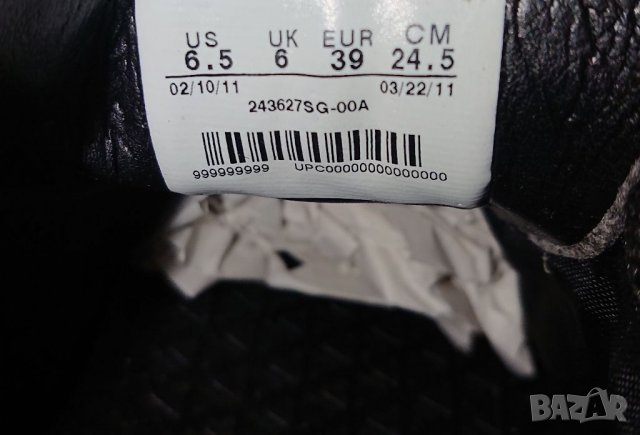 US UK EUR CM
6.5 6 39 24.5
02/10/11 03/22/11
243627SG-00A
999999999 UPC00000000000000
BAZAR